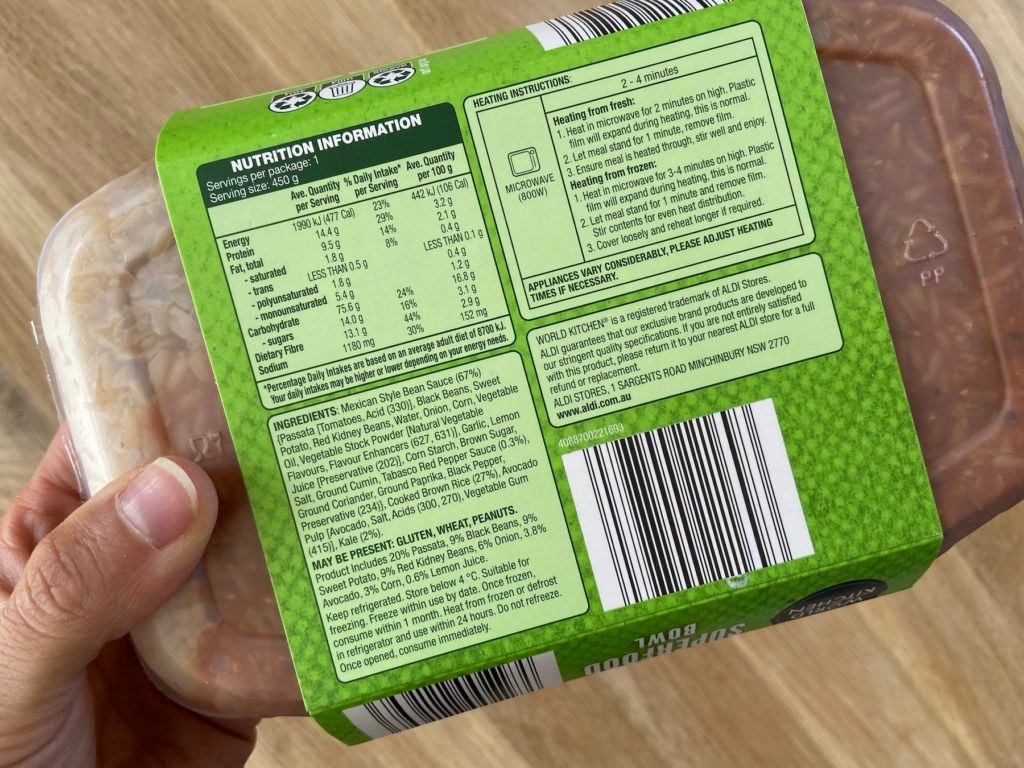 NUTRITION INFORMATION
Servings per package: 1
Serving size: 450 g
Ave. Quantity % Daily Intake* Ave. Quantity
per Serving per Serving per 100 g
Energy 1990 kJ (477 Cal) 23% 442 kJ (106 Cal)
Protein 14.4 g 29% 3.2 g
Fat, total 9.5 g 14% 2.1 g
- saturated 1.8 g 8% 0.4 g
- trans LESS THAN 0.5 g LESS THAN 0.1 g
- polyunsaturated 1.8 g 0.4 g
- monounsaturated 5.4 g 1.2 g
Carbohydrate 75.6 g 24% 16.8 g
- sugars 14.0 g 16% 3.1 g
Dietary Fibre 13.1 g 44% 2.9 g
Sodium 1180 mg 30% 152 mg
*Percentage Daily Intakes are based on an average adult diet of 8700 kJ.
Your daily intakes may be higher or lower depending on your energy needs.
INGREDIENTS: Mexican Style Bean Sauce (67%)
[Passata [Tomatoes, Acid (330)], Black Beans, Sweet
Potato, Red Kidney Beans, Water, Onion, Corn, Vegetable
Oil, Vegetable Stock Powder [Natural Vegetable
Flavours, Flavour Enhancers (627, 631)], Garlic, Lemon
Juice [Preservative (202)], Corn Starch, Brown Sugar,
Salt, Ground Cumin, Tabasco Red Pepper Sauce (0.3%),
Ground Coriander, Ground Paprika, Black Pepper,
Preservative (234)], Cooked Brown Rice (27%), Avocado
Pulp [Avocado, Salt, Acids (300, 270), Vegetable Gum
(415)], Kale (2%).
MAY BE PRESENT: GLUTEN, WHEAT, PEANUTS.
Product Includes 20% Passata, 9% Black Beans, 9%
Sweet Potato, 9% Red Kidney Beans, 6% Onion, 3.8%
Avocado, 3% Corn, 0.6% Lemon Juice.
Keep refrigerated. Store below 4 °C. Suitable for
freezing. Freeze within use by date. Once frozen,
consume within 1 month. Heat from frozen or defrost
in refrigerator and use within 24 hours. Do not refreeze.
Once opened, consume immediately.
HEATING INSTRUCTIONS:
2 - 4 minutes
MICROWAVE
(800W)
Heating from fresh:
1. Heat in microwave for 2 minutes on high. Plastic
film will expand during heating, this is normal.
2. Let meal stand for 1 minute, remove film.
3. Ensure meal is heated through, stir well and enjoy.
Heating from frozen:
1. Heat in microwave for 3-4 minutes on high. Plastic
film will expand during heating, this is normal.
2. Let meal stand for 1 minute and remove film.
Stir contents for even heat distribution.
3. Cover loosely and reheat longer if required.
APPLIANCES VARY CONSIDERABLY, PLEASE ADJUST HEATING
TIMES IF NECESSARY.
WORLD KITCHEN® is a registered trademark of ALDI Stores.
ALDI guarantees that our exclusive brand products are developed to
our stringent quality specifications. If you are not entirely satisfied
with this product, please return it to your nearest ALDI store for a full
refund or replacement.
ALDI STORES, 1 SARGENTS ROAD MINCHINBURY NSW 2770
www.aldi.com.au
4088700221693
PP
SUPERFOOD
BOWL
KITCHEN